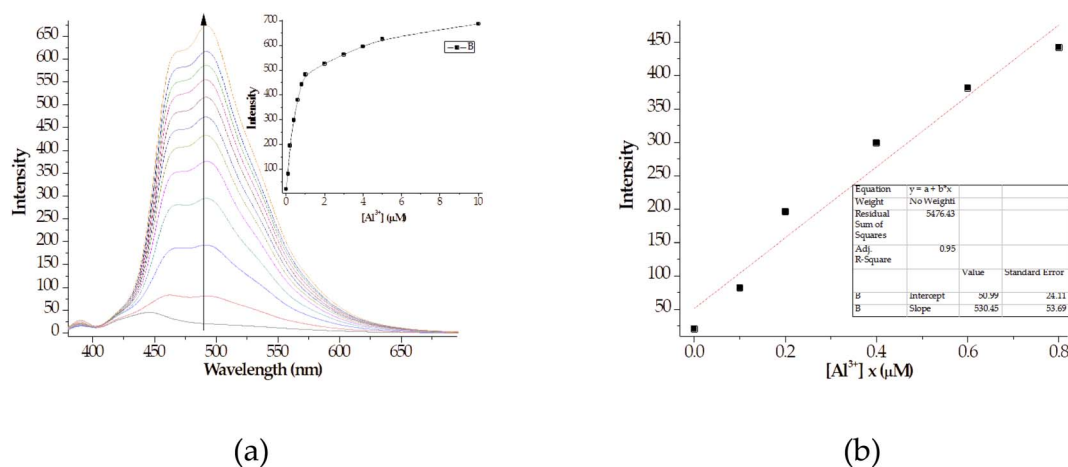 700
B
650
600
600
550
500
500
400
450
300
400
200
350
100
300
0 2 4 6 8 10
250
[Al³⁺] (μM)
200
150
100
50
0
400 450 500 550 600 650
Intensity
Intensity
Wavelength (nm)
(a)
450
400
350
300
250
200
150
100
50
Intensity
Equation y = a + b*x
Weight No Weighti
Residual Sum of Squares 5476.43
Adj. R-Square 0.95
Value Standard Error
B Intercept 50.99 24.11
B Slope 530.45 53.69
0.0 0.2 0.4 0.6 0.8
[Al³⁺] x (μM)
(b)